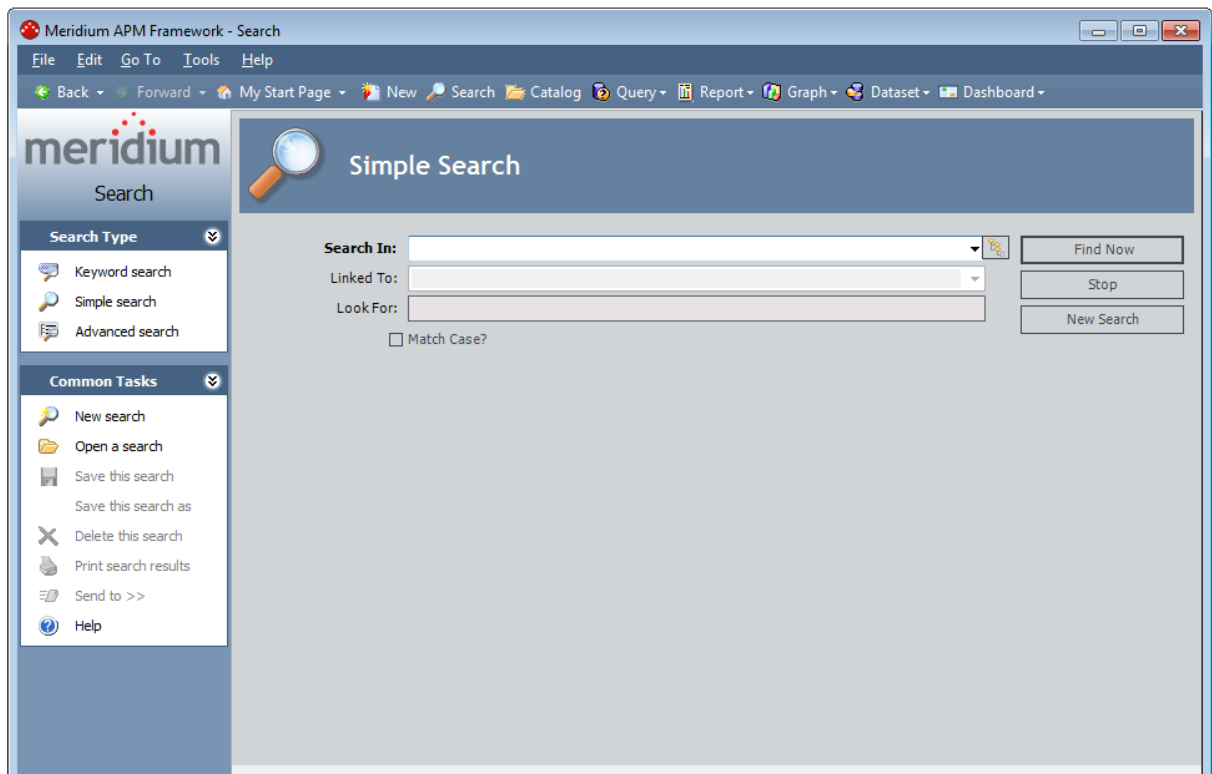 Meridium APM Framework - Search
File Edit Go To Tools Help
Back Forward My Start Page New Search Catalog Query Report Graph Dataset Dashboard
meridium
Search
Simple Search
Search Type
Keyword search
Simple search
Advanced search
Common Tasks
New search
Open a search
Save this search
Save this search as
Delete this search
Print search results
Send to >>
Help
Search In:
Linked To:
Look For:
Match Case?
Find Now
Stop
New Search